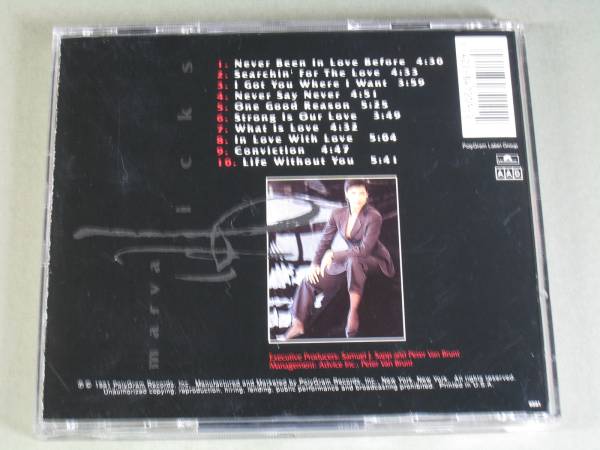 1. Never Been In Love Before 4:36
2. Searchin' For The Love 4:33
3. I Got You Where I Want 3:59
4. Never Say Never 4:51
5. One Good Reason 5:25
6. Strong Is Our Love 3:49
7. What Is Love 4:32
8. In Love With Love 5:04
9. Conviction 4:47
10. Life Without You 5:41
PolyGram Label Group
AAD
marva icks
Executive Producers: Samuel J. Sapp and Peter Van Brunt
Management: Advice Inc., Peter Van Brunt
℗ © 1991 PolyGram Records, Inc. Manufactured and Marketed by PolyGram Records, Inc., New York, New York. All rights reserved.
Unauthorized copying, reproduction, hiring, lending, public performance and broadcasting prohibited. Printed in U.S.A.